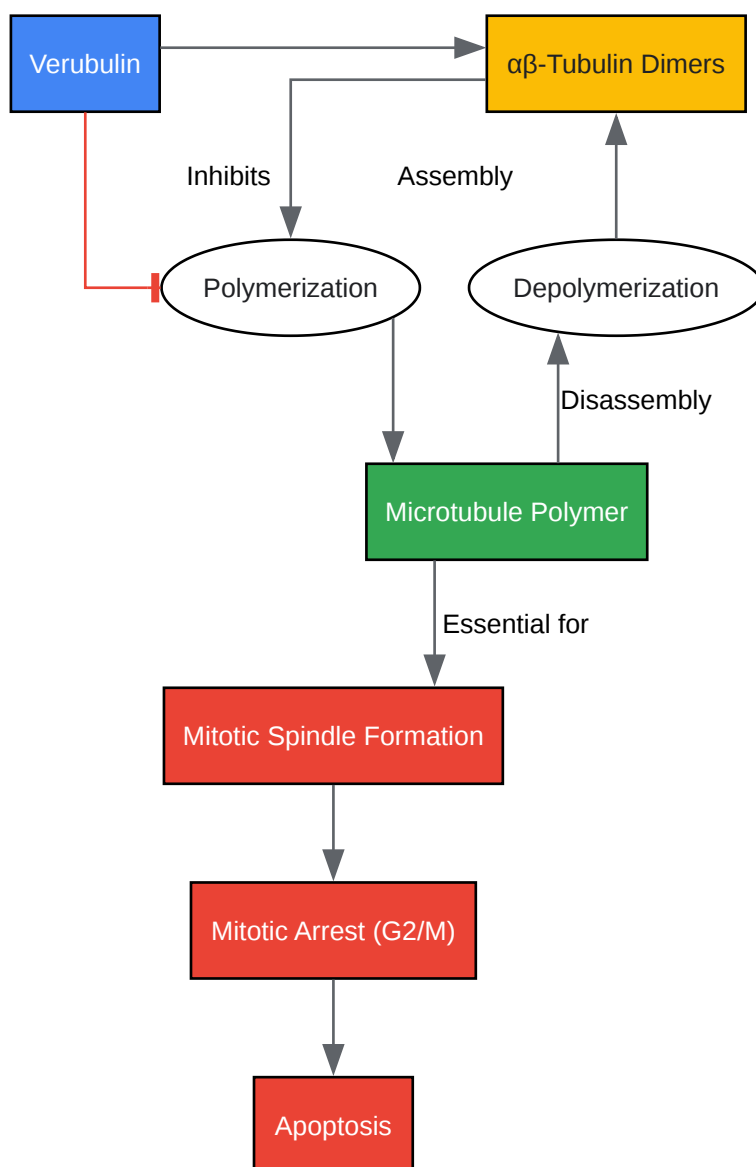 Verubulin
αβ-Tubulin Dimers
Inhibits
Assembly
Polymerization
Depolymerization
Disassembly
Microtubule Polymer
Essential for
Mitotic Spindle Formation
Mitotic Arrest (G2/M)
Apoptosis